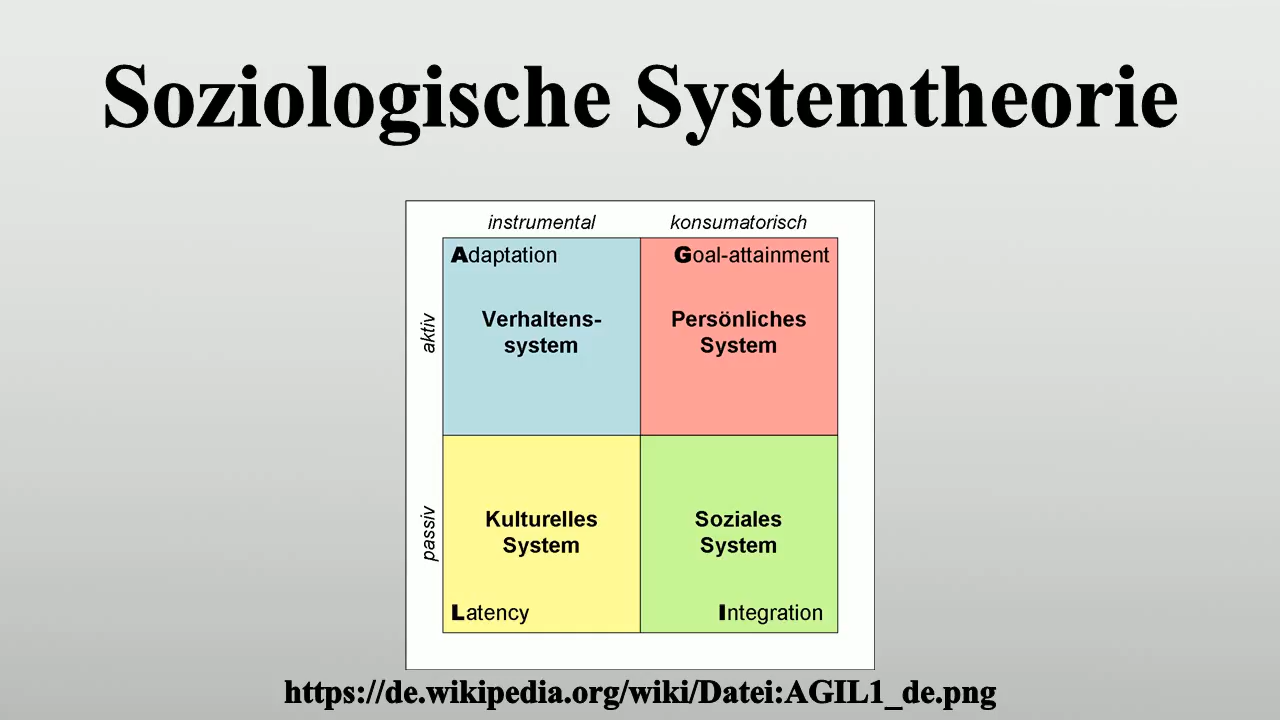 Soziologische Systemtheorie
instrumental konsumatorisch
Adaptation Goal-attainment
aktiv
Verhaltens-
system
Persönliches
System
passiv
Kulturelles
System
Soziales
System
Latency Integration
https://de.wikipedia.org/wiki/Datei:AGIL1_de.png